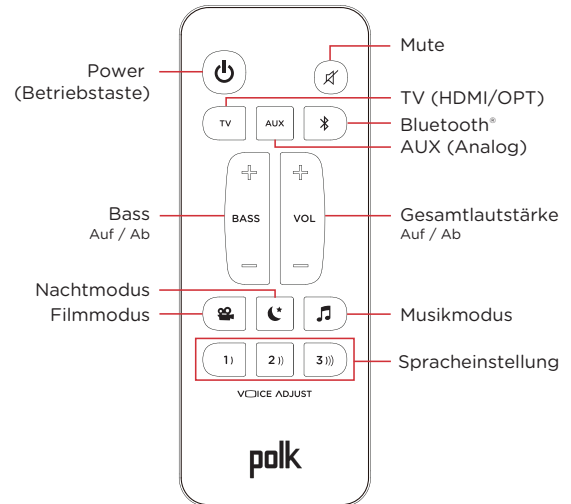 Mute
Power
(Betriebstaste)
TV (HDMI/OPT)
Bluetooth®
AUX (Analog)
TV
AUX
Bass
Auf / Ab
BASS
VOL
Gesamtlautstärke
Auf / Ab
Nachtmodus
Filmmodus
Musikmodus
1)
2))
3)))
Spracheinstellung
VOICE ADJUST
polk